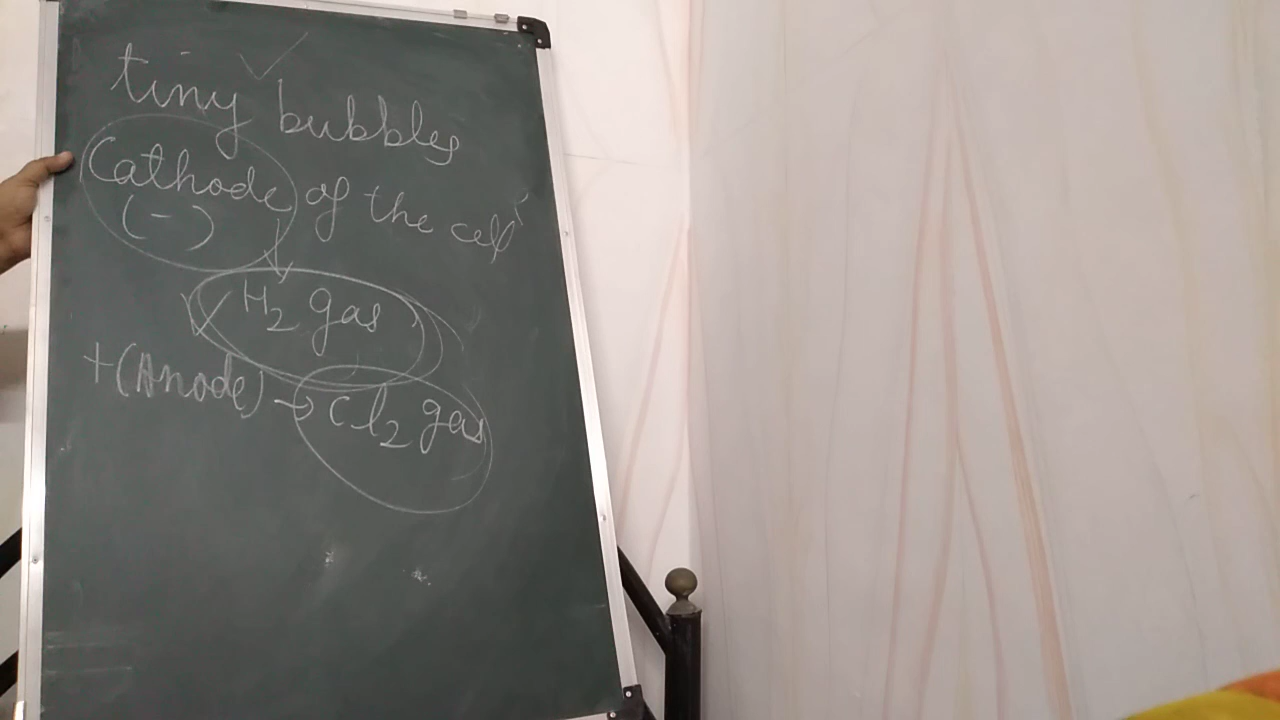 tiny bubbles
Cathode of the cell
(-)
H2 gas
+(Anode) → Cl2 gas